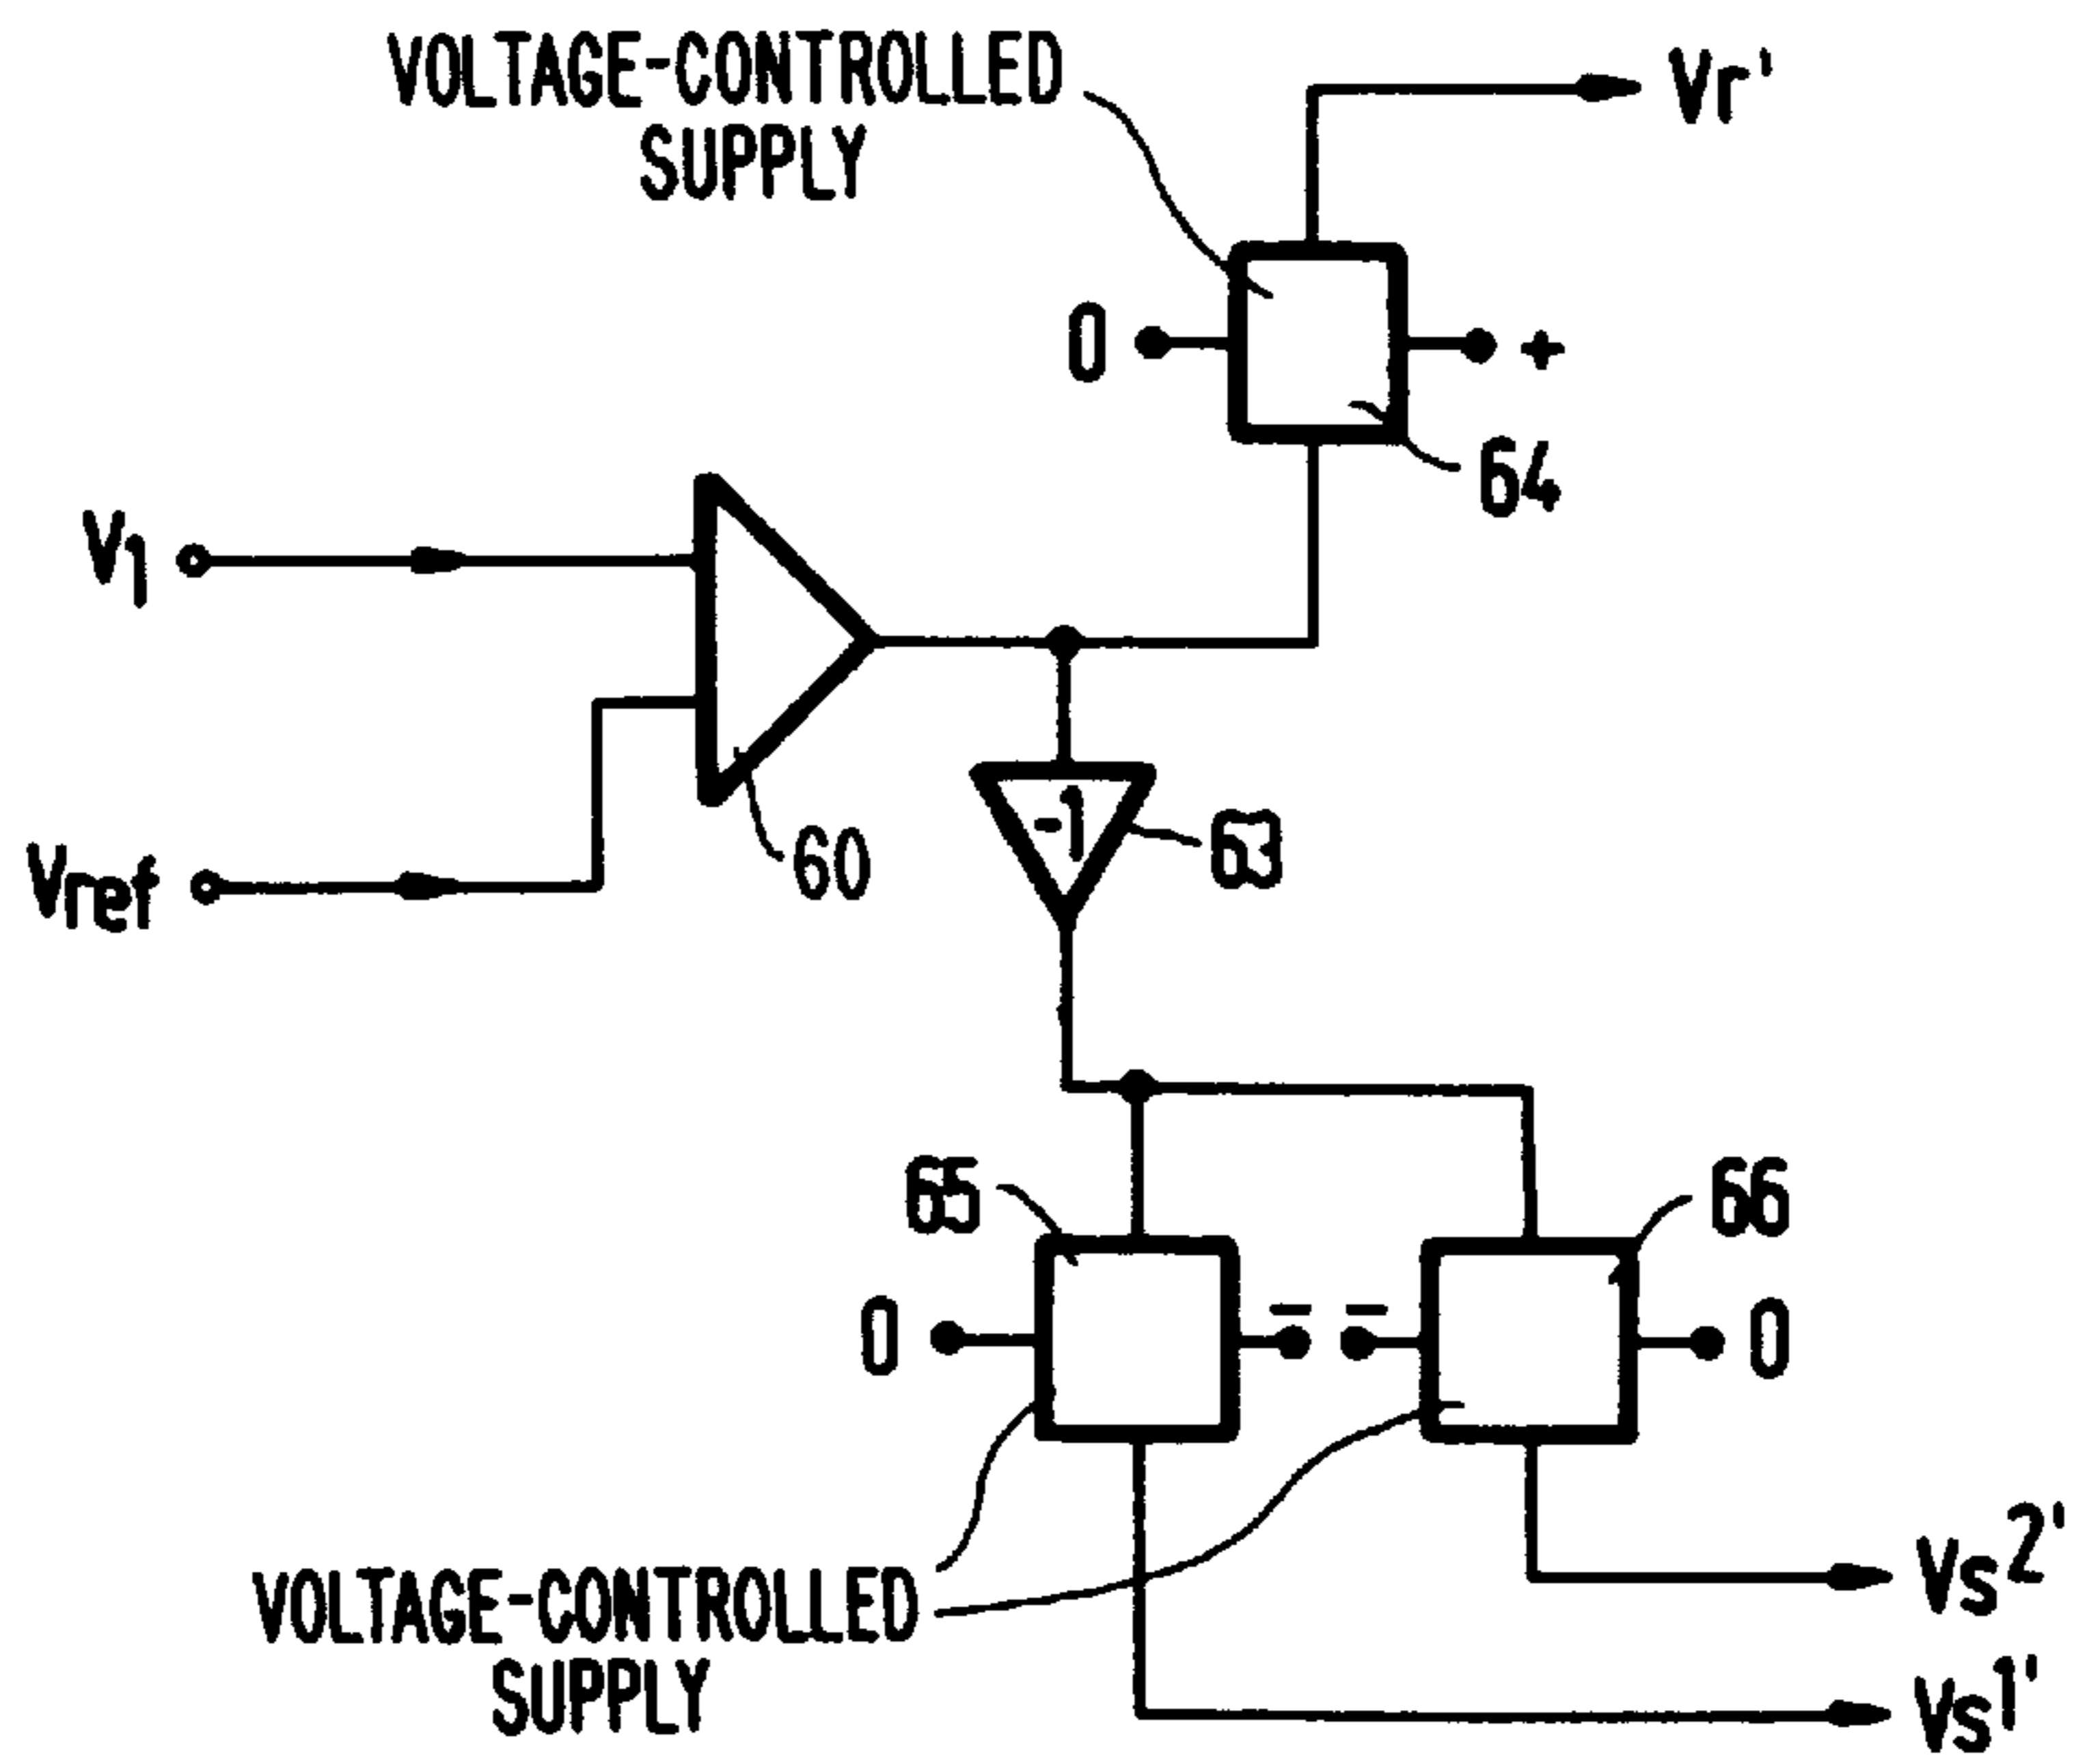 VOLTAGE-CONTROLLED
SUPPLY
Vr'
0
+
64
V1
60
-1
63
Vref
65
66
0
-
-
0
VOLTAGE-CONTROLLED
SUPPLY
Vs2'
Vs1'